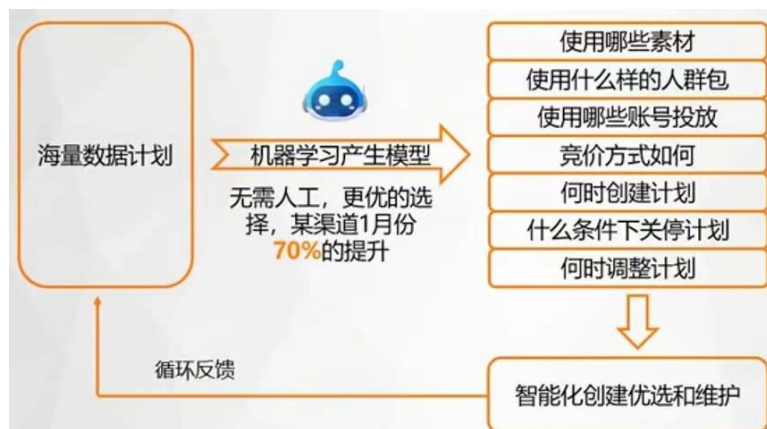 海量数据计划
机器学习产生模型
无需人工，更优的选
择，某渠道1月份
70%的提升
使用哪些素材
使用什么样的人群包
使用哪些账号投放
竞价方式如何
何时创建计划
什么条件下关停计划
何时调整计划
智能化创建优选和维护
循环反馈